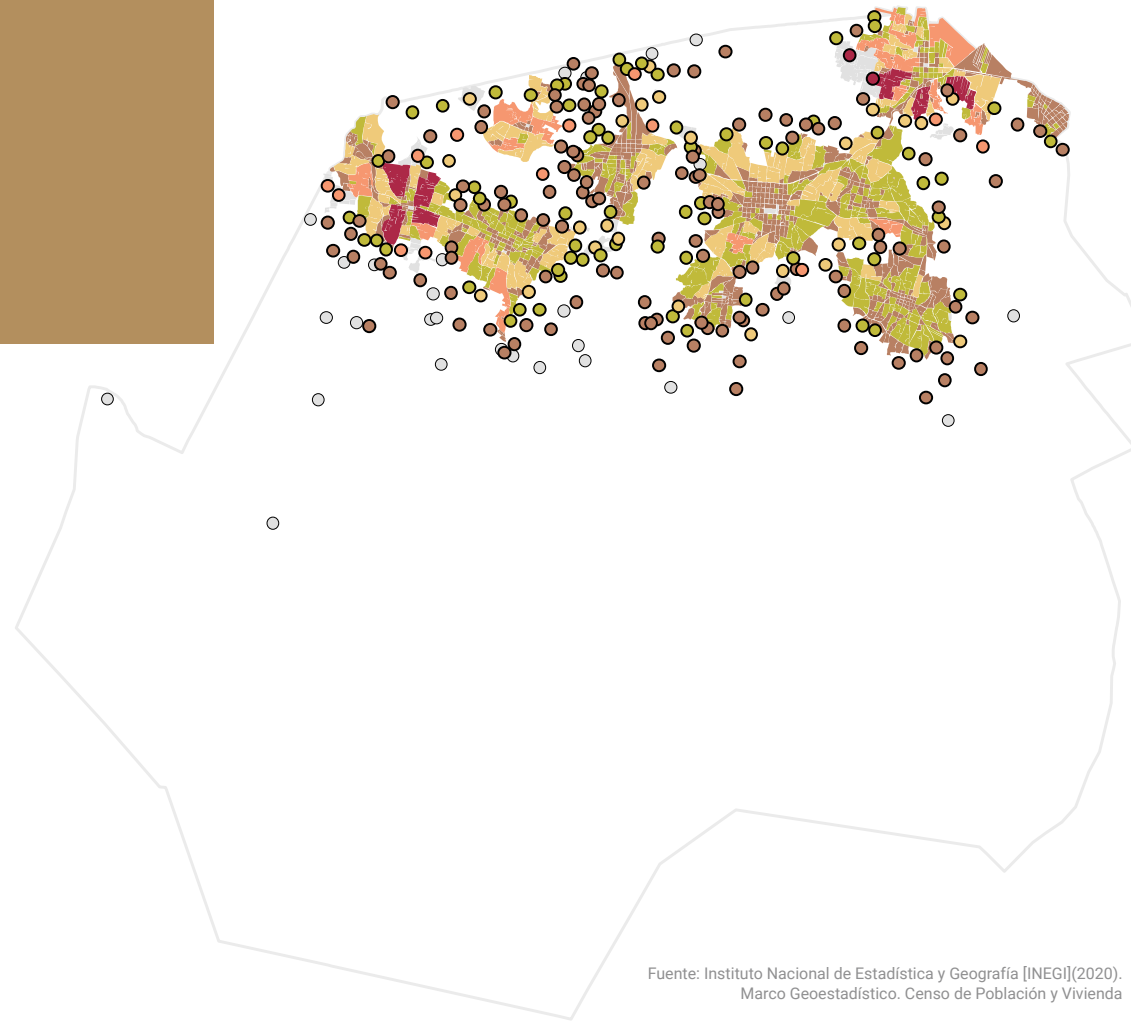 Fuente: Instituto Nacional de Estadística y Geografía [INEGI](2020).
Marco Geoestadístico. Censo de Población y Vivienda